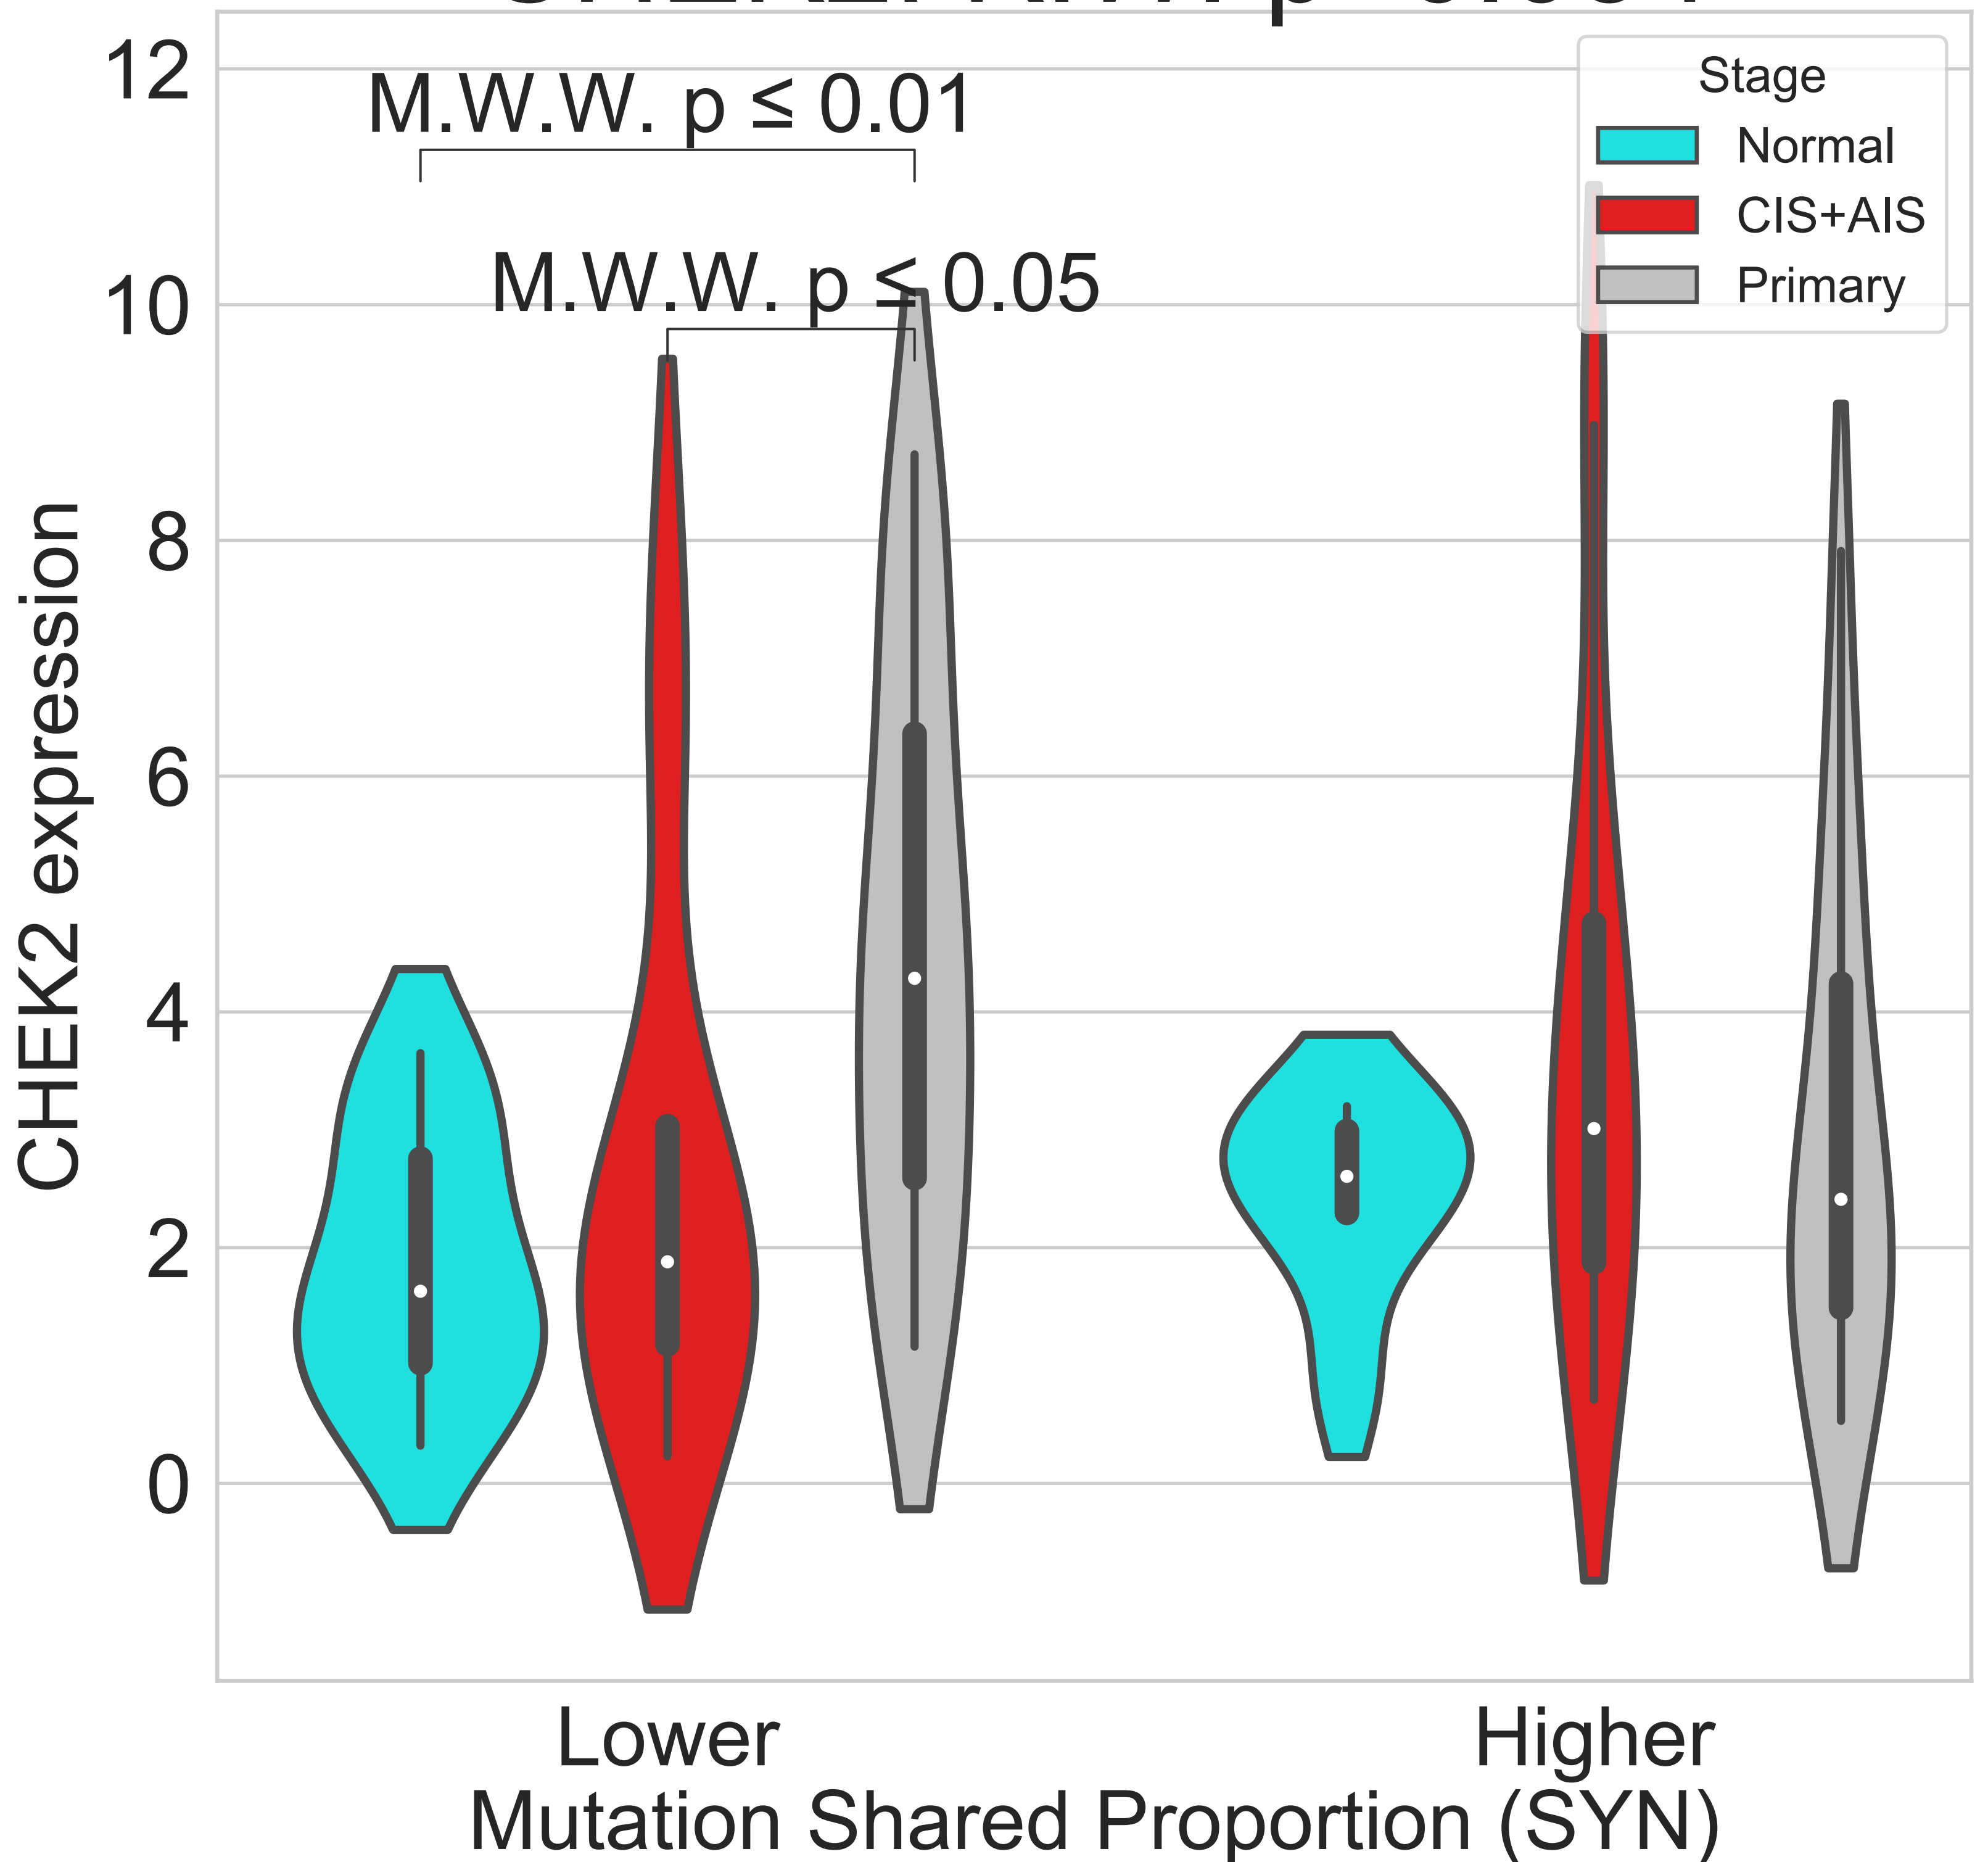 12
M.W.W. p ≤ 0.01
Stage
Normal
CIS+AIS
Primary
10
M.W.W. p ≤ 0.05
8
6
4
2
0
CHEK2 expression
Lower
Higher
Mutation Shared Proportion (SYN)